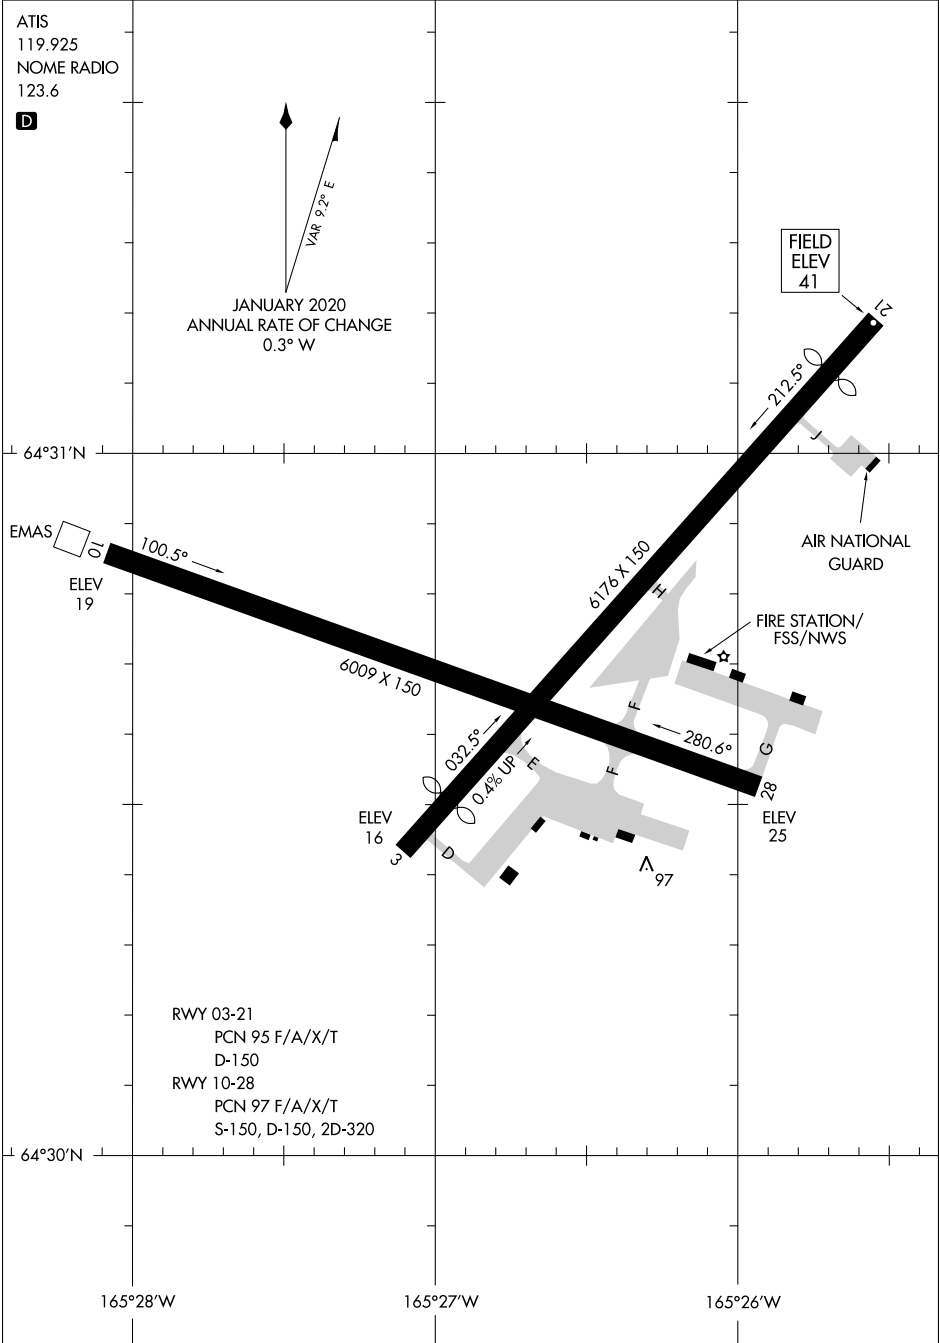 ATIS
119.925
NOME RADIO
123.6
D
VAR 9.2° E
JANUARY 2020
ANNUAL RATE OF CHANGE
0.3° W
FIELD
ELEV
41
21
212.5°
J
64°31'N
EMAS
10
100.5°
ELEV
19
AIR NATIONAL
GUARD
6176 X 150
H
FIRE STATION/
FSS/NWS
6009 X 150
F
032.5°
280.6°
G
0.4% UP
E
F
28
ELEV
25
ELEV
16
3
D
97
RWY 03-21
PCN 95 F/A/X/T
D-150
RWY 10-28
PCN 97 F/A/X/T
S-150, D-150, 2D-320
64°30'N
165°28'W
165°27'W
165°26'W